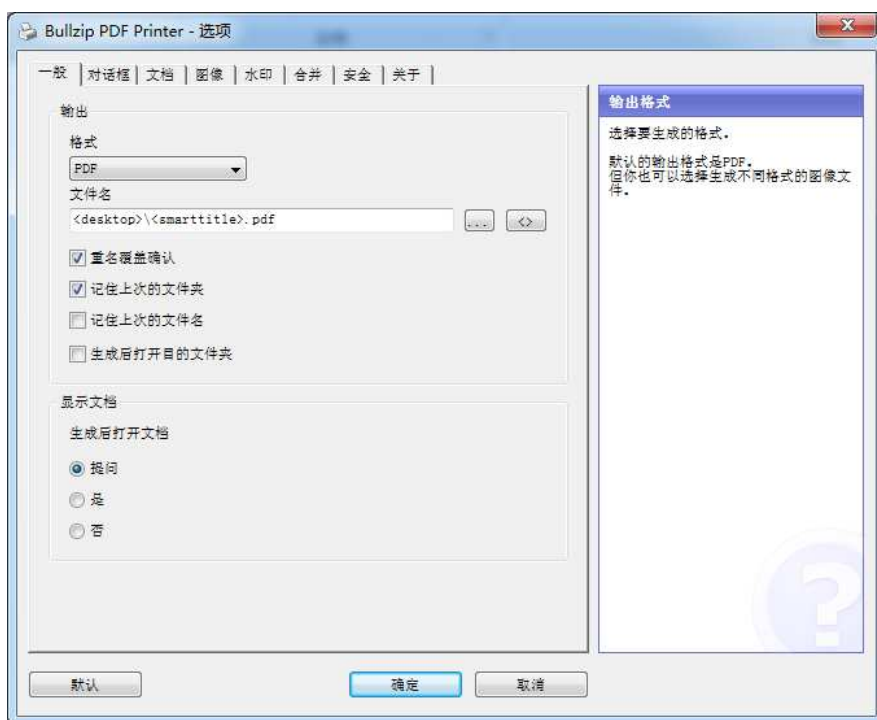 Bullzip PDF Printer - 选项
一般 对话框 文档 图像 水印 合并 安全 关于
输出
格式
PDF
文件名
<desktop>\<smarttitle>.pdf
... <>
重名覆盖确认
记住上次的文件夹
记住上次的文件名
生成后打开目的文件夹
显示文档
生成后打开文档
提问
是
否
输出格式
选择要生成的格式.
默认的输出格式是PDF.
但你也可以选择生成不同格式的图像文
件.
默认 确定 取消